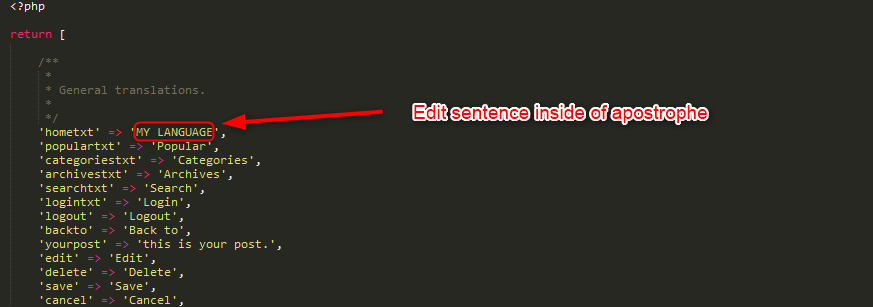 <?php
return [
/**
*
* General translations.
*
*/
'hometxt' => 'MY LANGUAGE',
Edit sentence inside of apostrophe
'populartxt' => 'Popular',
'categoriestxt' => 'Categories',
'archivestxt' => 'Archives',
'searchtxt' => 'Search',
'logintxt' => 'Login',
'logout' => 'Logout',
'backto' => 'Back to',
'yourpost' => 'this is your post.',
'edit' => 'Edit',
'delete' => 'Delete',
'save' => 'Save',
'cancel' => 'Cancel',